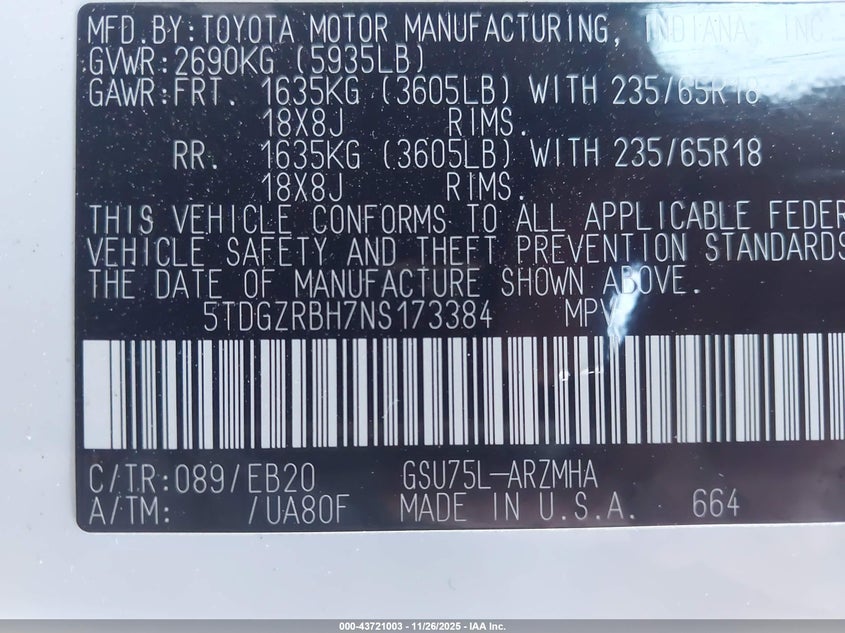 MFD.BY:TOYOTA MOTOR MANUFACTURING, INDIANA, INC.
GVWR:2690KG (5935LB)
GAWR:FRT. 1635KG (3605LB) WITH 235/65R18
18X8J RIMS.
RR. 1635KG (3605LB) WITH 235/65R18
18X8J RIMS.
THIS VEHICLE CONFORMS TO ALL APPLICABLE FEDER
VEHICLE SAFETY AND THEFT PREVENTION STANDARDS
THE DATE OF MANUFACTURE SHOWN ABOVE.
5TDGZRBH7NS173384 MPV
C/TR:089/EB20 GSU75L-ARZMHA
A/TM: /UA80F MADE IN U.S.A. 664
000-43721003 - 11/26/2025 - IAA Inc.